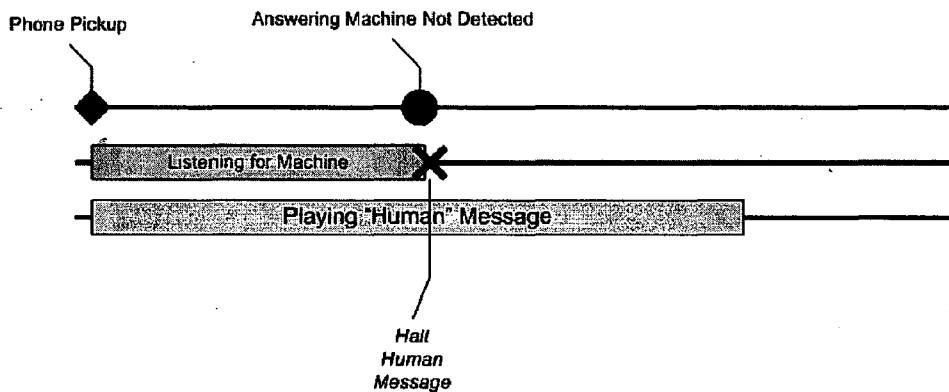 Phone Pickup
Answering Machine Not Detected
Listening for Machine
Playing "Human" Message
Halt
Human
Message